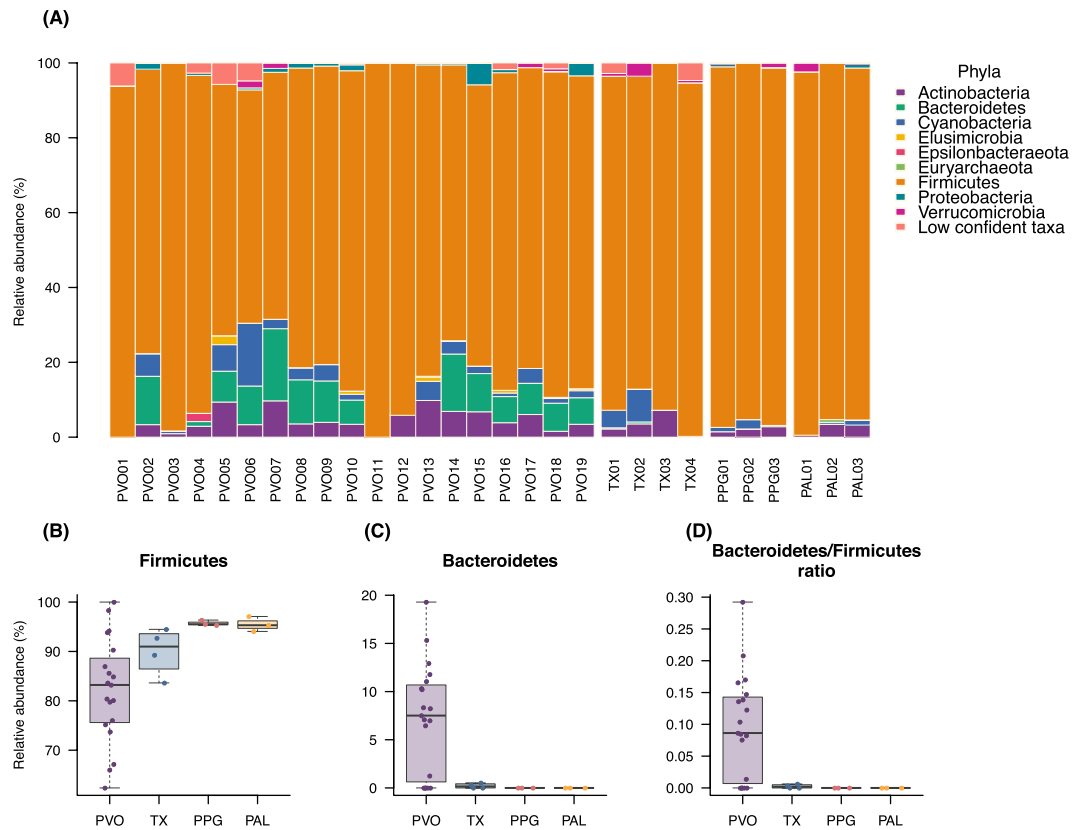 (A)
100
80
60
40
20
0
Relative abundance (%)
Phyla
Actinobacteria
Bacteroidetes
Cyanobacteria
Elusimicrobia
Epsilonbacteraeota
Euryarchaeota
Firmicutes
Proteobacteria
Verrucomicrobia
Low confident taxa
PVO01
PVO02
PVO03
PVO04
PVO05
PVO06
PVO07
PVO08
PVO09
PVO10
PVO11
PVO12
PVO13
PVO14
PVO15
PVO16
PVO17
PVO18
PVO19
TX01
TX02
TX03
TX04
PPG01
PPG02
PPG03
PAL01
PAL02
PAL03
(B)
Firmicutes
Relative abundance (%)
100
90
80
70
PVO TX PPG PAL
(C)
Bacteroidetes
20
15
10
5
0
PVO TX PPG PAL
(D)
Bacteroidetes/Firmicutes
ratio
0.30
0.25
0.20
0.15
0.10
0.05
0.00
PVO TX PPG PAL